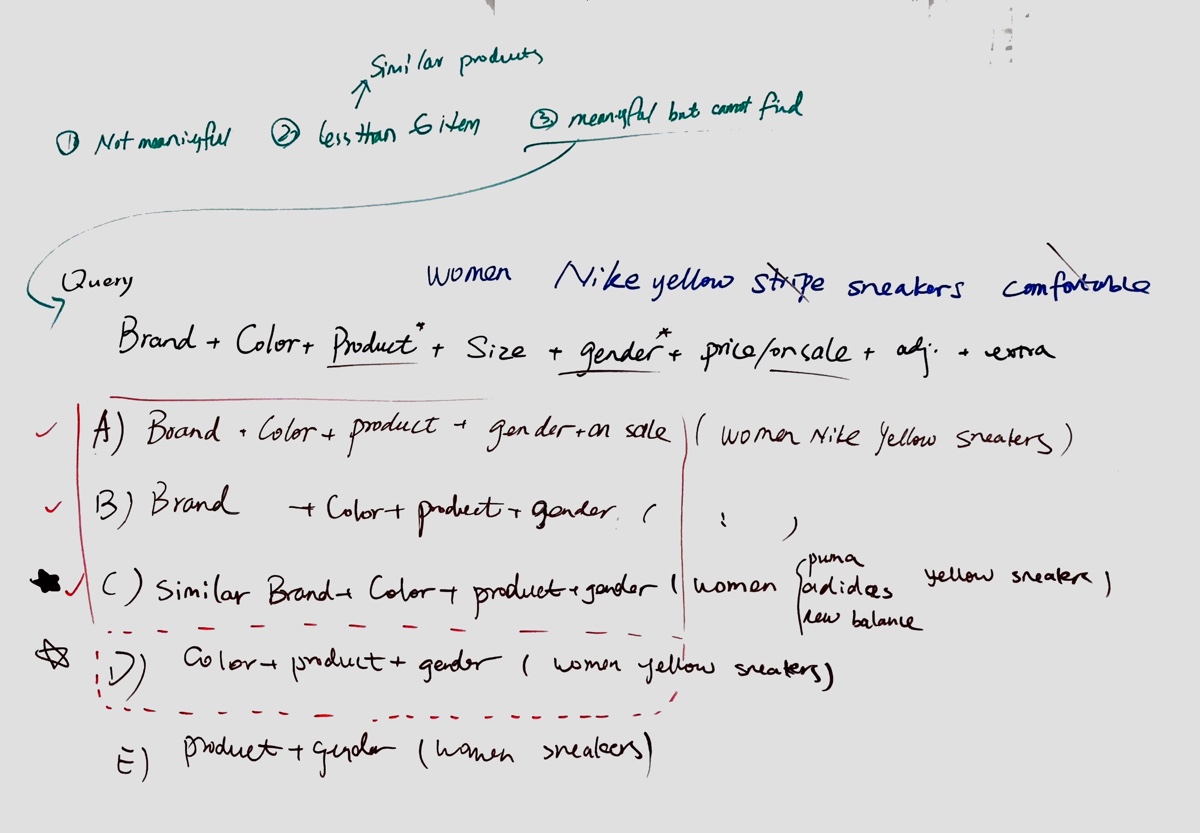 Similar products
① Not meaningful ② less than 6 item ③ meaningful but cannot find
Query
women Nike yellow stripe sneakers comfortable
Brand + Color + Product* + Size + gender* + price/on sale + adj. + extra
A) Brand + Color + product + gender + on sale (women Nike Yellow sneakers)
B) Brand + Color + product + gender. ( : )
C) Similar Brand + Color + product + gender (women { puma adidas new balance yellow sneakers)
D) Color + product + gender (women yellow sneakers)
E) product + gender (women sneakers)